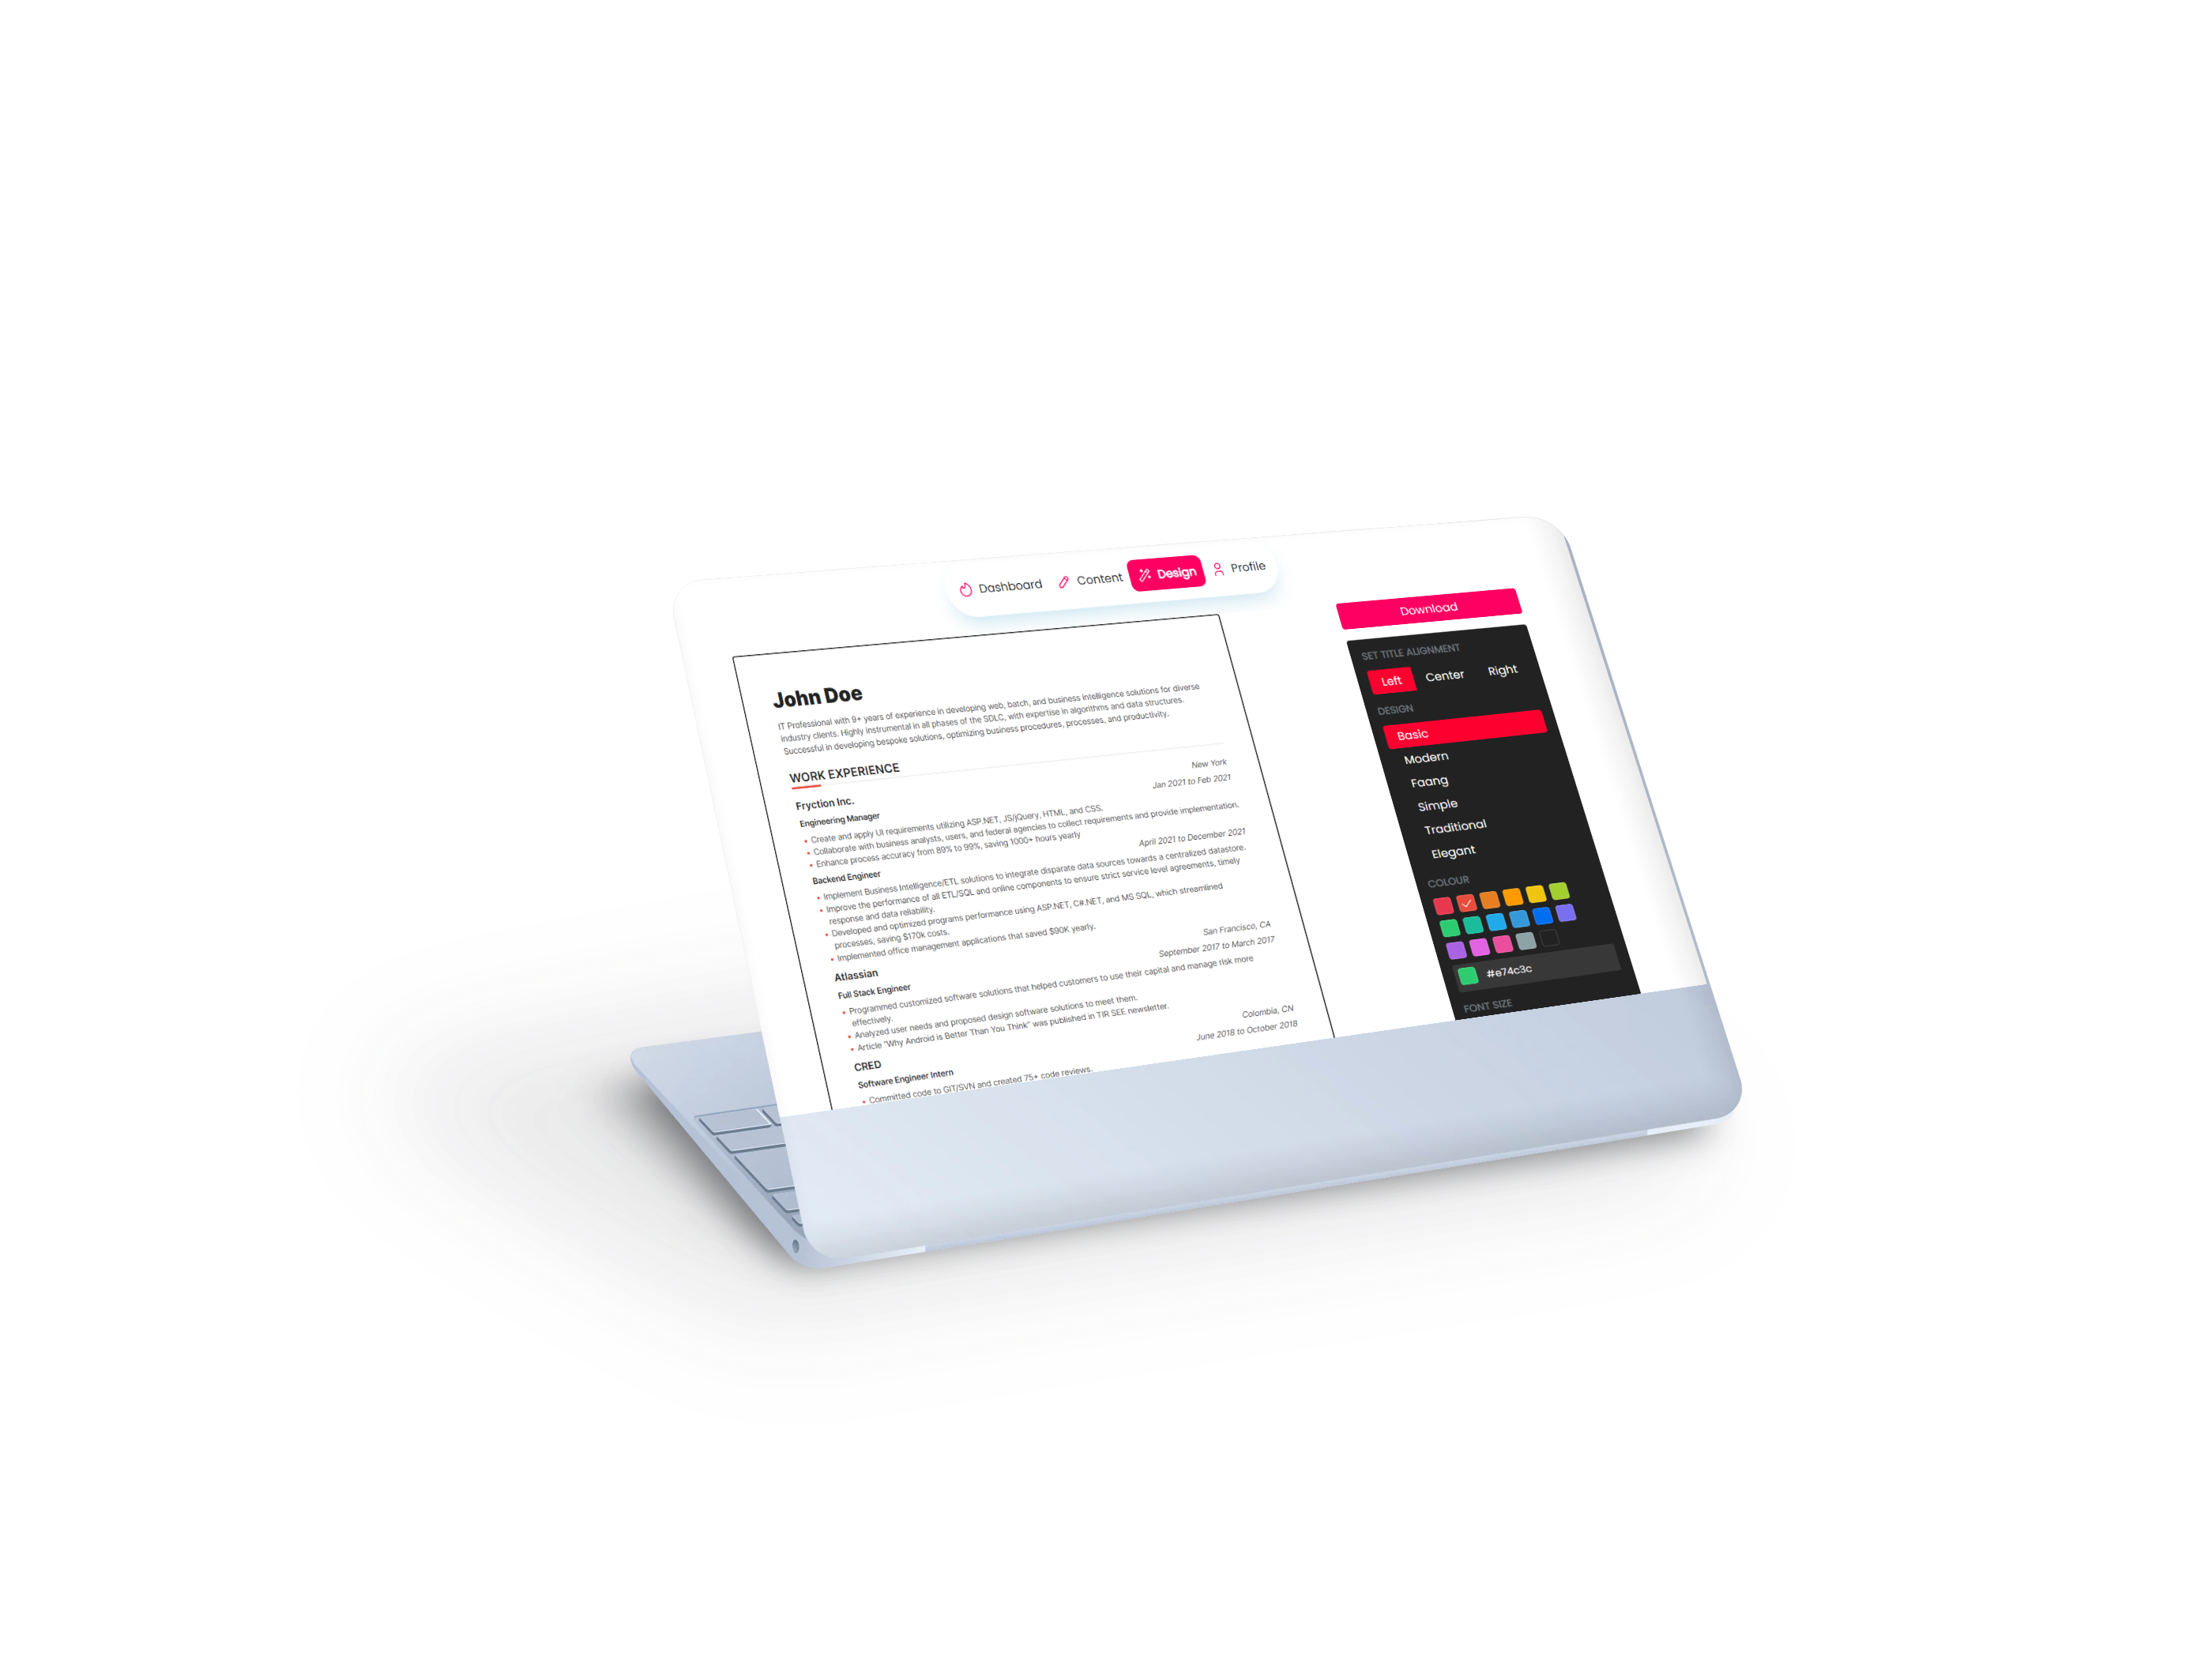 Dashboard
Content
Design
Profile
Download
John Doe
IT Professional with 9+ years of experience in developing web, batch, and business intelligence solutions for diverse
industry clients. Highly instrumental in all phases of the SDLC, with expertise in algorithms and data structures.
Successful in developing bespoke solutions, optimizing business procedures, processes, and productivity.
WORK EXPERIENCE
New York
Fryction Inc.
Jan 2021 to Feb 2021
Engineering Manager
• Create and apply UI requirements utilizing ASP.NET, JS/jQuery, HTML, and CSS.
• Collaborate with business analysts, users, and federal agencies to collect requirements and provide implementation.
• Enhance process accuracy from 89% to 99%, saving 1000+ hours yearly
April 2021 to December 2021
Backend Engineer
• Implement Business Intelligence/ETL solutions to integrate disparate data sources towards a centralized datastore.
• Improve the performance of all ETL/SQL and online components to ensure strict service level agreements, timely
response and data reliability.
• Developed and optimized programs performance using ASP.NET, C#.NET, and MS SQL, which streamlined
processes, saving $170k costs.
• Implemented office management applications that saved $90K yearly.
San Francisco, CA
Atlassian
September 2017 to March 2017
Full Stack Engineer
• Programmed customized software solutions that helped customers to use their capital and manage risk more
effectively.
• Analyzed user needs and proposed design software solutions to meet them.
• Article "Why Android is Better Than You Think" was published in TIR SEE newsletter.
Colombia, CN
CRED
June 2018 to October 2018
Software Engineer Intern
• Committed code to GIT/SVN and created 75+ code reviews.
SET TITLE ALIGNMENT
Left
Center
Right
DESIGN
Basic
Modern
Faang
Simple
Traditional
Elegant
COLOUR
#e74c3c
FONT SIZE